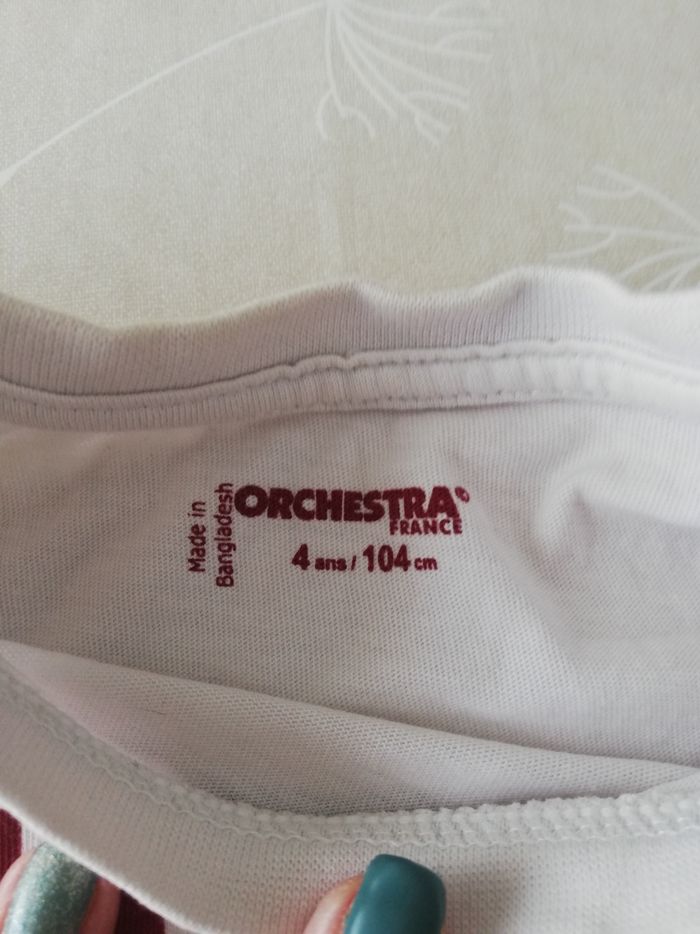 Made in
Bangladesh
ORCHESTRA®
FRANCE
4 ans / 104 cm